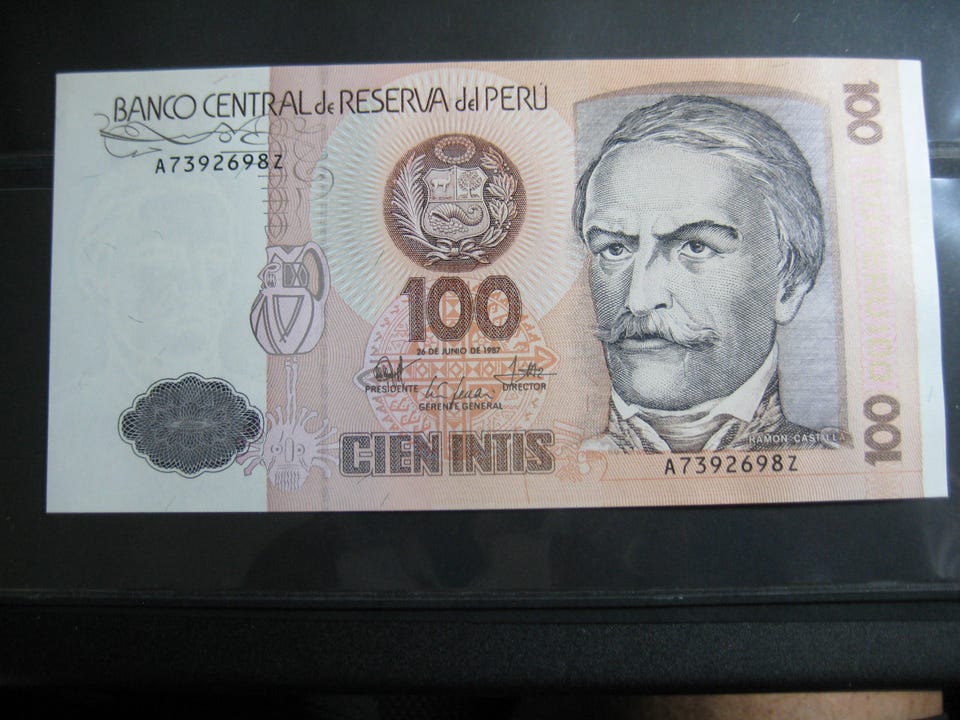 BANCO CENTRAL de RESERVA del PERÚ
A7392698Z
100
100
26 DE JUNIO DE 1987
PRESIDENTE
DIRECTOR
GERENTE GENERAL
CIEN INTIS
RAMON CASTILLA
A7392698Z
100